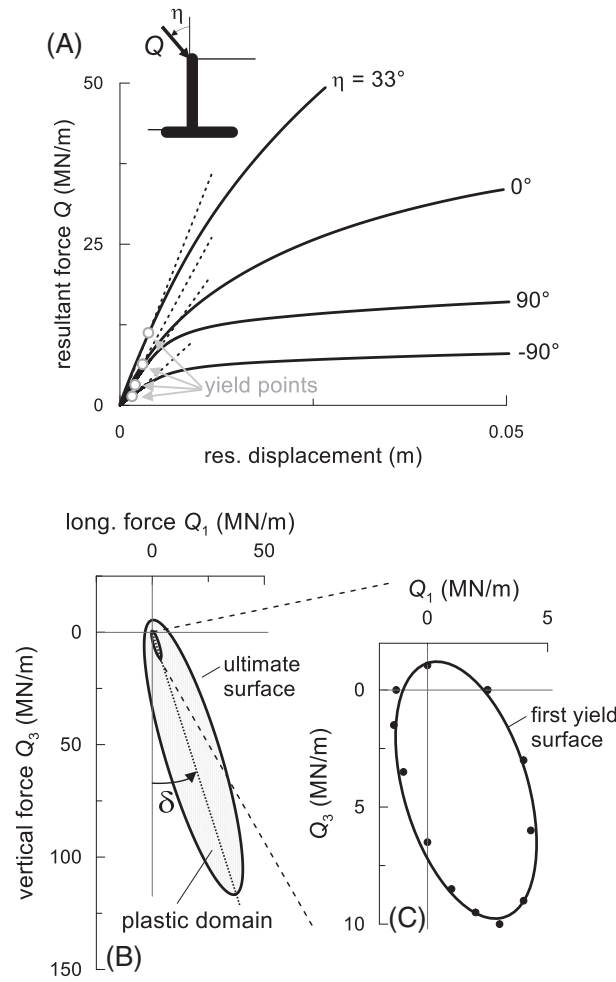 (A)
η
Q
50
η = 33°
resultant force Q (MN/m)
0°
25
90°
-90°
yield points
0
0
0.05
res. displacement (m)
long. force Q₁ (MN/m)
0
50
Q₁ (MN/m)
0
5
0
ultimate
surface
0
first yield
surface
vertical force Q₃ (MN/m)
50
Q₃ (MN/m)
5
δ
100
plastic domain
10
(C)
(B)
150